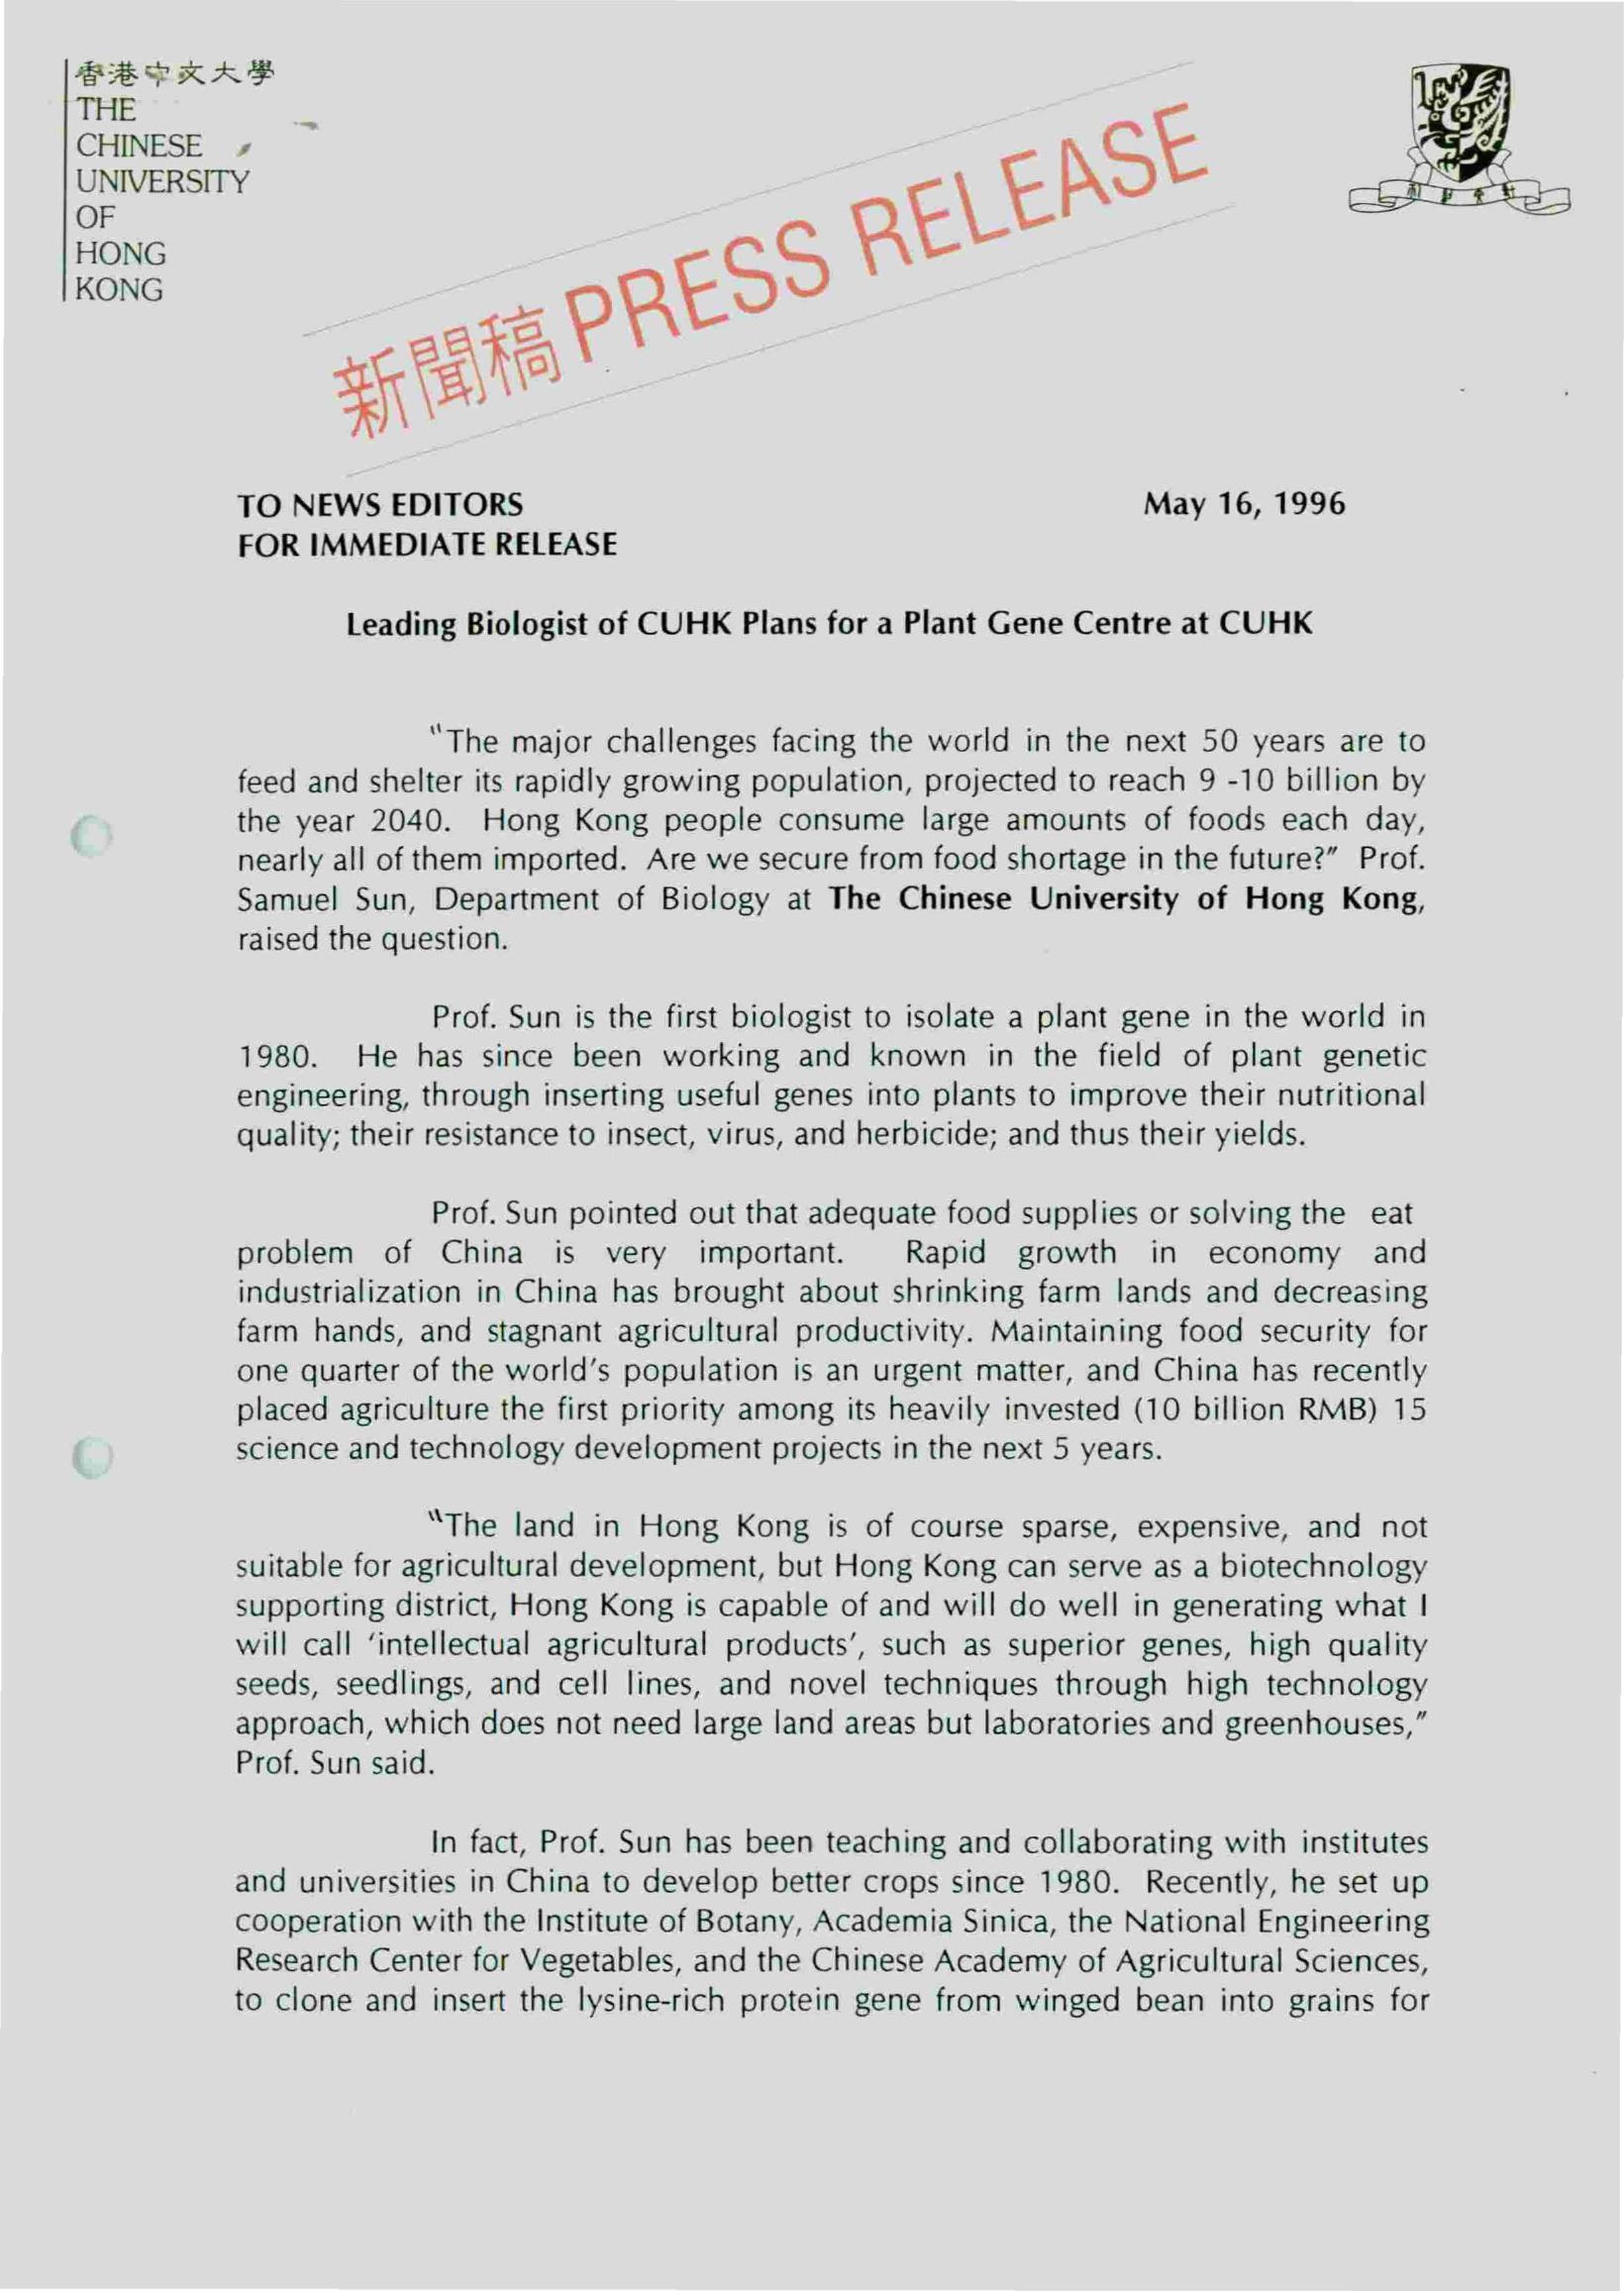 香港中文大學
THE
CHINESE
UNIVERSITY
OF
HONG
KONG
新聞稿 PRESS RELEASE
TO NEWS EDITORS
May 16, 1996
FOR IMMEDIATE RELEASE
Leading Biologist of CUHK Plans for a Plant Gene Centre at CUHK
"The major challenges facing the world in the next 50 years are to
feed and shelter its rapidly growing population, projected to reach 9 -10 billion by
the year 2040. Hong Kong people consume large amounts of foods each day,
nearly all of them imported. Are we secure from food shortage in the future?" Prof.
Samuel Sun, Department of Biology at The Chinese University of Hong Kong,
raised the question.
Prof. Sun is the first biologist to isolate a plant gene in the world in
1980. He has since been working and known in the field of plant genetic
engineering, through inserting useful genes into plants to improve their nutritional
quality; their resistance to insect, virus, and herbicide; and thus their yields.
Prof. Sun pointed out that adequate food supplies or solving the eat
problem of China is very important. Rapid growth in economy and
industrialization in China has brought about shrinking farm lands and decreasing
farm hands, and stagnant agricultural productivity. Maintaining food security for
one quarter of the world's population is an urgent matter, and China has recently
placed agriculture the first priority among its heavily invested (10 billion RMB) 15
science and technology development projects in the next 5 years.
"The land in Hong Kong is of course sparse, expensive, and not
suitable for agricultural development, but Hong Kong can serve as a biotechnology
supporting district, Hong Kong is capable of and will do well in generating what I
will call 'intellectual agricultural products', such as superior genes, high quality
seeds, seedlings, and cell lines, and novel techniques through high technology
approach, which does not need large land areas but laboratories and greenhouses,"
Prof. Sun said.
In fact, Prof. Sun has been teaching and collaborating with institutes
and universities in China to develop better crops since 1980. Recently, he set up
cooperation with the Institute of Botany, Academia Sinica, the National Engineering
Research Center for Vegetables, and the Chinese Academy of Agricultural Sciences,
to clone and insert the lysine-rich protein gene from winged bean into grains for